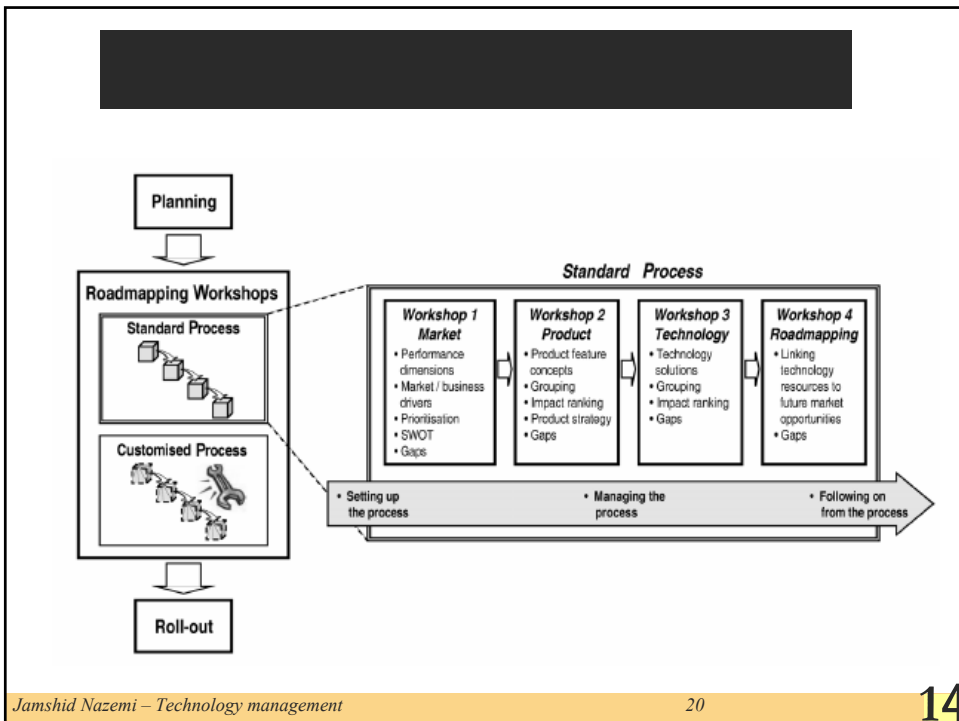 Planning
Roadmapping Workshops
Standard Process
Customised Process
Roll-out
Standard Process
Workshop 1
Market
• Performance
dimensions
• Market / business
drivers
• Prioritisation
• SWOT
• Gaps
Workshop 2
Product
• Product feature
concepts
• Grouping
• Impact ranking
• Product strategy
• Gaps
Workshop 3
Technology
• Technology
solutions
• Grouping
• Impact ranking
• Gaps
Workshop 4
Roadmapping
• Linking
technology
resources to
future market
opportunities
• Gaps
• Setting up
the process
• Managing the
process
• Following on
from the process
Jamshid Nazemi – Technology management 20 14